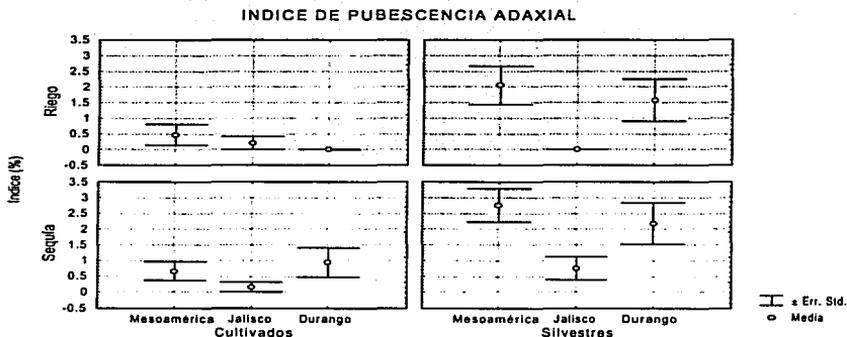 INDICE DE PUBESCENCIA ADAXIAL
Indice (%)
Riego
3.5
3
2.5
2
1.5
1
0.5
0
-0.5
Sequía
3.5
3
2.5
2
1.5
1
0.5
0
-0.5
Mesoamérica Jalisco Durango
Cultivados
Mesoamérica Jalisco Durango
Silvestres
± Err. Std.
Media